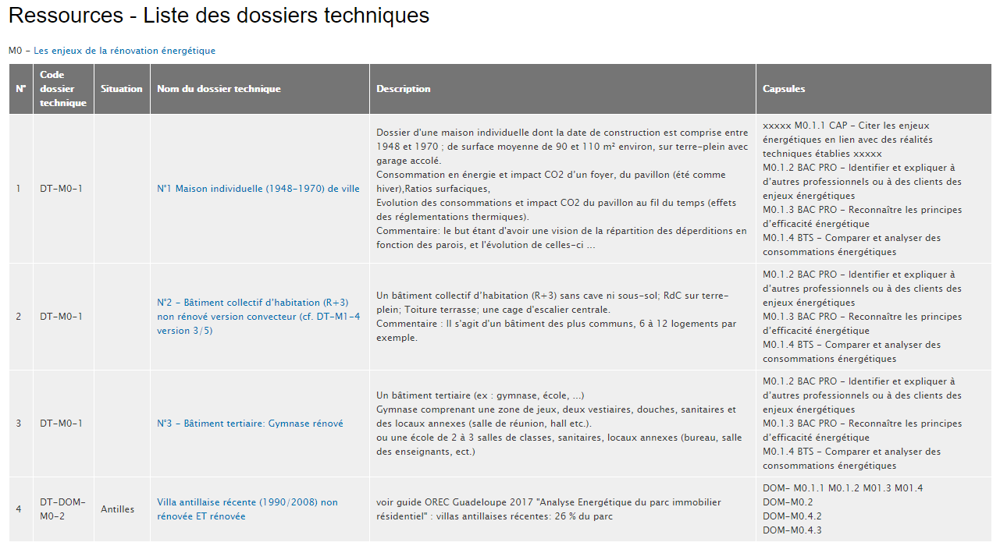 Ressources - Liste des dossiers techniques
M0 - Les enjeux de la rénovation énergétique
N°
Code
dossier
technique
Situation
Nom du dossier technique
Description
Capsules
1
DT-M0-1
N°1 Maison individuelle (1948-1970) de ville
Dossier d'une maison individuelle dont la date de construction est comprise entre
1948 et 1970 ; de surface moyenne de 90 et 110 m² environ, sur terre-plein avec
garage accolé.
Consommation en énergie et impact CO2 d’un foyer, du pavillon (été comme
hiver),Ratios surfaciques,
Evolution des consommations et impact CO2 du pavillon au fil du temps (effets
des réglementations thermiques).
Commentaire: le but étant d'avoir une vision de la répartition des déperditions en
fonction des parois, et l'évolution de celles-ci ...
xxxxx M0.1.1 CAP - Citer les enjeux
énergétiques en lien avec des réalités
techniques établies xxxxx
M0.1.2 BAC PRO - Identifier et expliquer à
d’autres professionnels ou à des clients des
enjeux énergétiques
M0.1.3 BAC PRO - Reconnaître les principes
d’efficacité énergétique
M0.1.4 BTS - Comparer et analyser des
consommations énergétiques
2
DT-M0-1
N°2 - Bâtiment collectif d’habitation (R+3)
non rénové version convecteur (cf. DT-M1-4
version 3/5)
Un bâtiment collectif d’habitation (R+3) sans cave ni sous-sol; RdC sur terre-
plein; Toiture terrasse; une cage d'escalier centrale.
Commentaire : Il s'agit d'un bâtiment des plus communs, 6 à 12 logements par
exemple.
M0.1.2 BAC PRO - Identifier et expliquer à
d’autres professionnels ou à des clients des
enjeux énergétiques
M0.1.3 BAC PRO - Reconnaître les principes
d’efficacité énergétique
M0.1.4 BTS - Comparer et analyser des
consommations énergétiques
3
DT-M0-1
N°3 - Bâtiment tertiaire: Gymnase rénové
Un bâtiment tertiaire (ex : gymnase, école, ...)
Gymnase comprenant une zone de jeux, deux vestiaires, douches, sanitaires et
des locaux annexes (salle de réunion, hall etc.).
ou une école de 2 à 3 salles de classes, sanitaires, locaux annexes (bureau, salle
des enseignants, ect.)
M0.1.2 BAC PRO - Identifier et expliquer à
d’autres professionnels ou à des clients des
enjeux énergétiques
M0.1.3 BAC PRO - Reconnaître les principes
d’efficacité énergétique
M0.1.4 BTS - Comparer et analyser des
consommations énergétiques
4
DT-DOM-
M0-2
Antilles
Villa antillaise récente (1990/2008) non
rénovée ET rénovée
voir guide OREC Guadeloupe 2017 "Analyse Energétique du parc immobilier
résidentiel" : villas antillaises récentes: 26 % du parc
DOM- M0.1.1 M0.1.2 M01.3 M01.4
DOM-M0.2
DOM-M0.4.2
DOM-M0.4.3